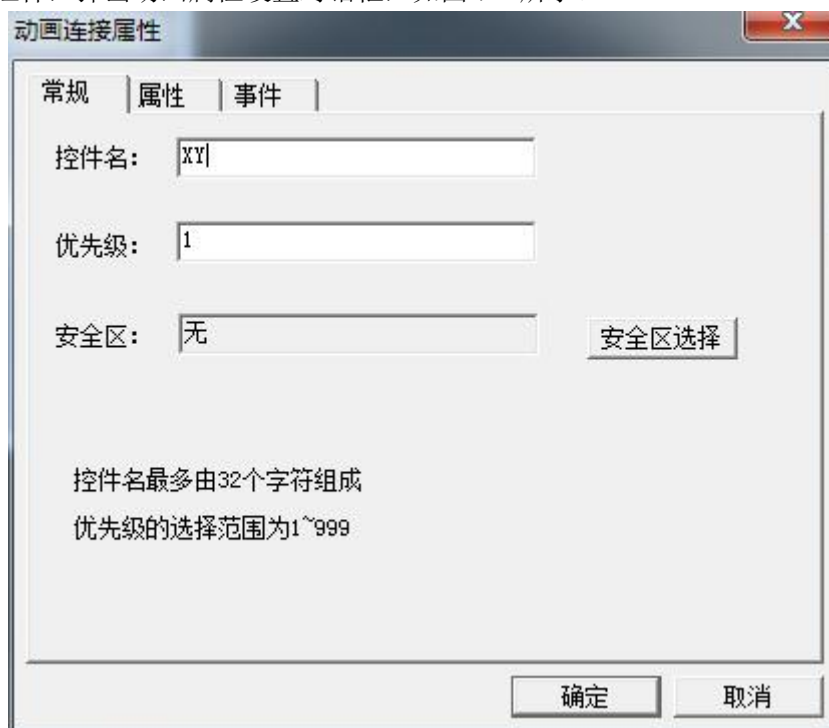 动画连接属性
常规 属性 事件
控件名： XY
优先级： 1
安全区： 无 安全区选择
控件名最多由32个字符组成
优先级的选择范围为1~999
确定 取消